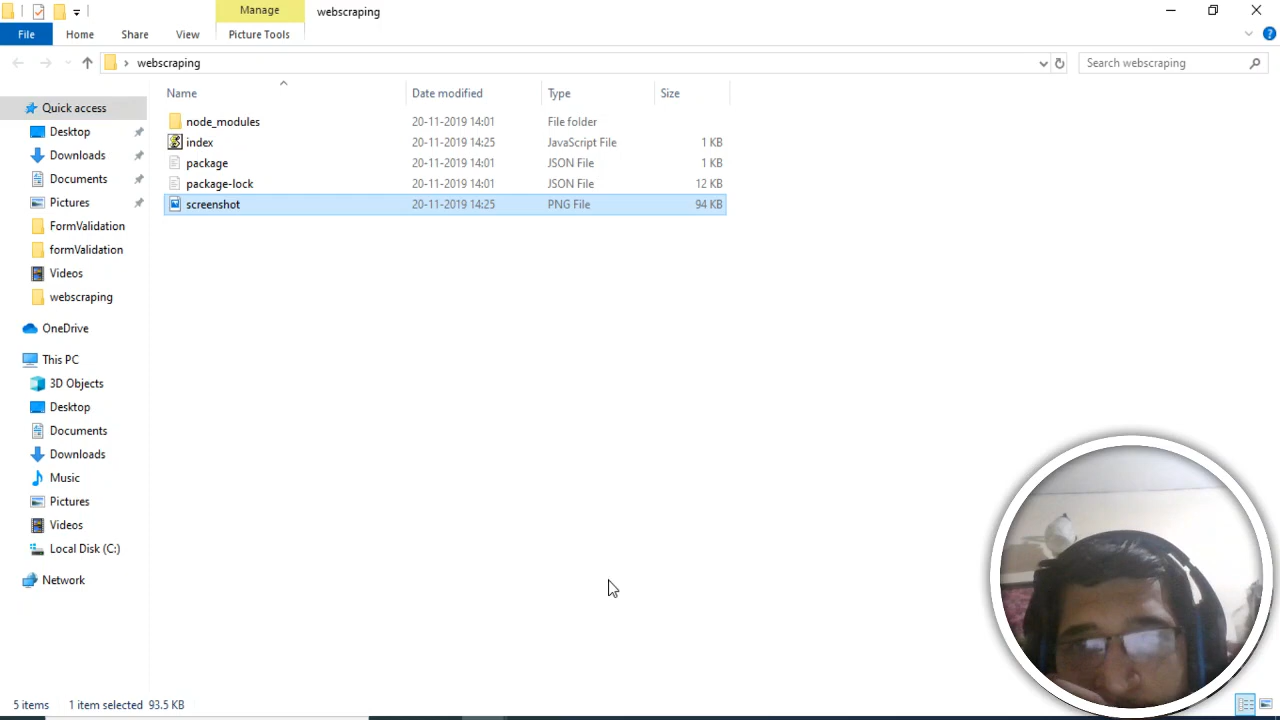 Manage
webscraping
File
Home
Share
View
Picture Tools
webscraping
Search webscraping
Name
Date modified
Type
Size
node_modules 20-11-2019 14:01 File folder
index 20-11-2019 14:25 JavaScript File 1 KB
package 20-11-2019 14:01 JSON File 1 KB
package-lock 20-11-2019 14:01 JSON File 12 KB
screenshot 20-11-2019 14:25 PNG File 94 KB
Quick access
Desktop
Downloads
Documents
Pictures
FormValidation
formValidation
Videos
webscraping
OneDrive
This PC
3D Objects
Desktop
Documents
Downloads
Music
Pictures
Videos
Local Disk (C:)
Network
5 items
1 item selected 93.5 KB